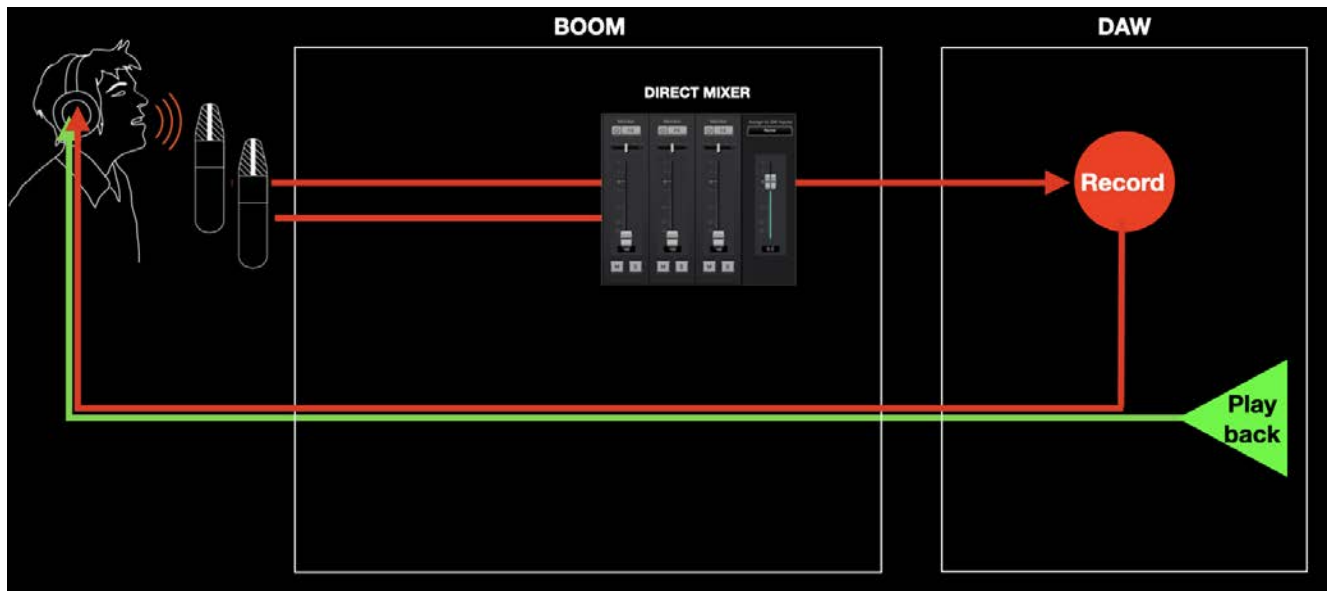 BOOM
DAW
DIRECT MIXER
Record
Play
back
M S M S M S